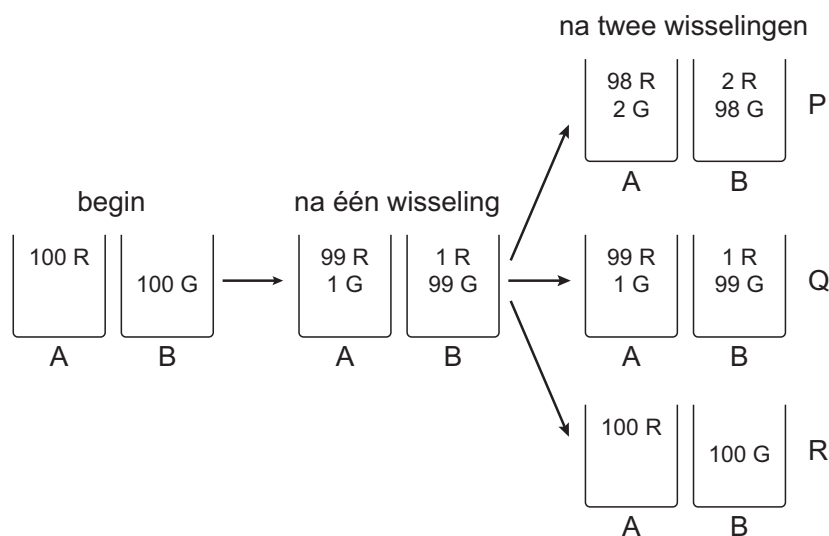 na twee wisselingen
98 R 2 R
2 G 98 G P
A B
begin na één wisseling
100 R 99 R 1 R 99 R 1 R
100 G 1 G 99 G 1 G 99 G Q
A B A B A B
100 R
100 G R
A B